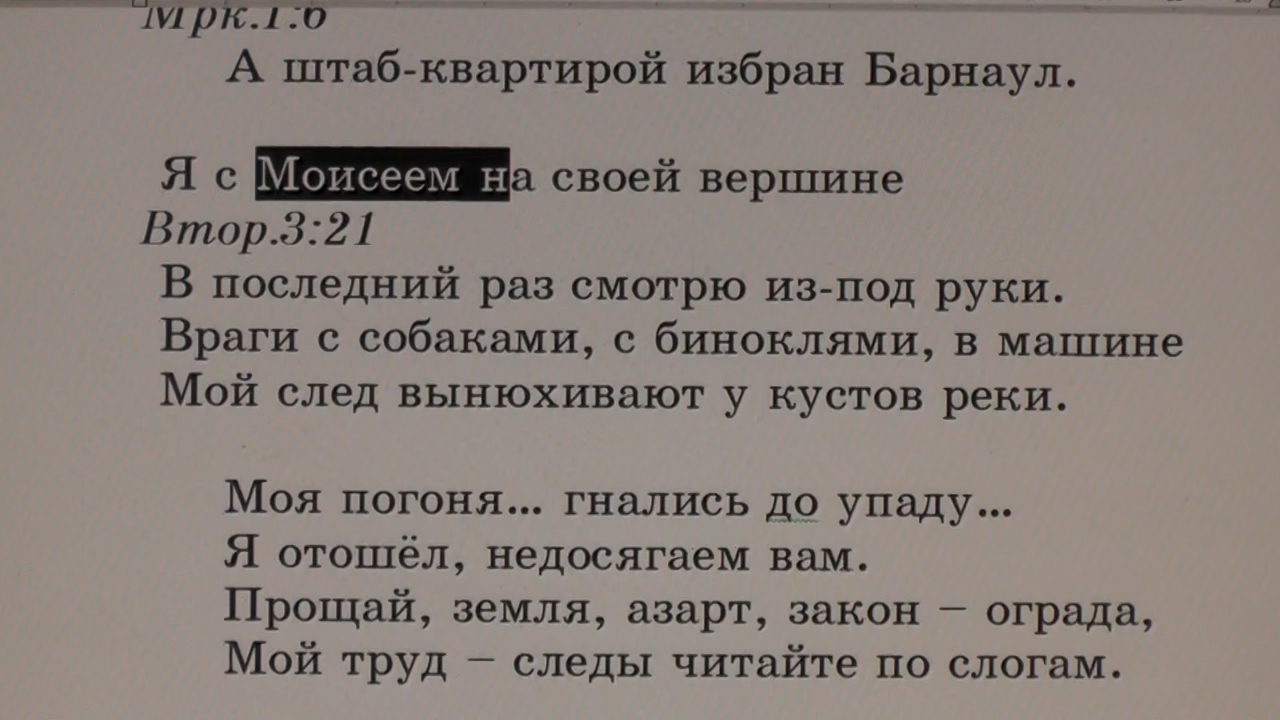 Мрк.1:6
А штаб-квартирой избран Барнаул.
Я с Моисеем на своей вершине
Втор.3:21
В последний раз смотрю из-под руки.
Враги с собаками, с биноклями, в машине
Мой след вынюхивают у кустов реки.
Моя погоня... гнались до упаду...
Я отошёл, недосягаем вам.
Прощай, земля, азарт, закон – ограда,
Мой труд – следы читайте по слогам.